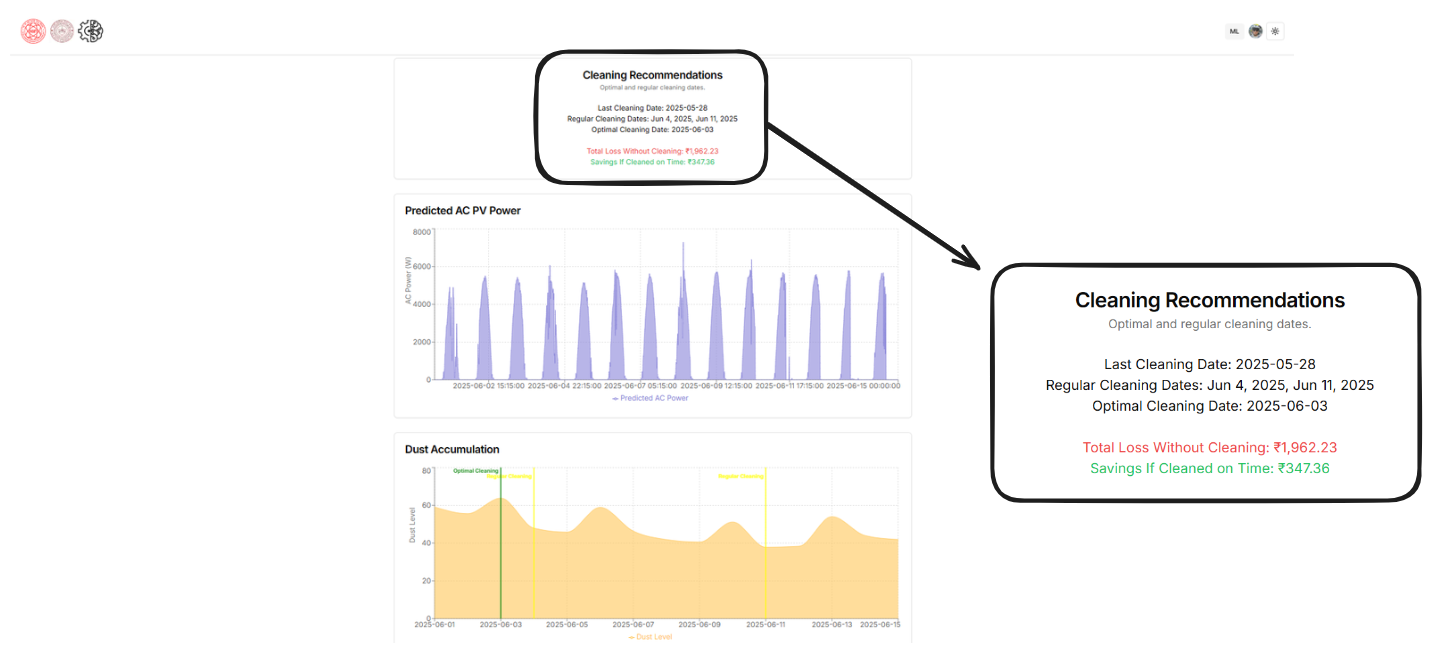 ML
Cleaning Recommendations
Optimal and regular cleaning dates.
Last Cleaning Date: 2025-05-28
Regular Cleaning Dates: Jun 4, 2025, Jun 11, 2025
Optimal Cleaning Date: 2025-06-03
Total Loss Without Cleaning: ₹1,962.23
Savings If Cleaned on Time: ₹347.36
Predicted AC PV Power
8000
6000
4000
2000
0
AC Power (W)
2025-06-02 15:15:00 2025-06-04 22:15:00 2025-06-07 05:15:00 2025-06-09 12:15:00 2025-06-11 17:15:00 2025-06-15 00:00:00
Predicted AC Power
Dust Accumulation
80
60
40
20
0
Dust Level
Optimal Cleaning
Regular Cleaning
Regular Cleaning
2025-06-01 2025-06-03 2025-06-05 2025-06-07 2025-06-09 2025-06-11 2025-06-13 2025-06-15
Dust Level
Cleaning Recommendations
Optimal and regular cleaning dates.
Last Cleaning Date: 2025-05-28
Regular Cleaning Dates: Jun 4, 2025, Jun 11, 2025
Optimal Cleaning Date: 2025-06-03
Total Loss Without Cleaning: ₹1,962.23
Savings If Cleaned on Time: ₹347.36